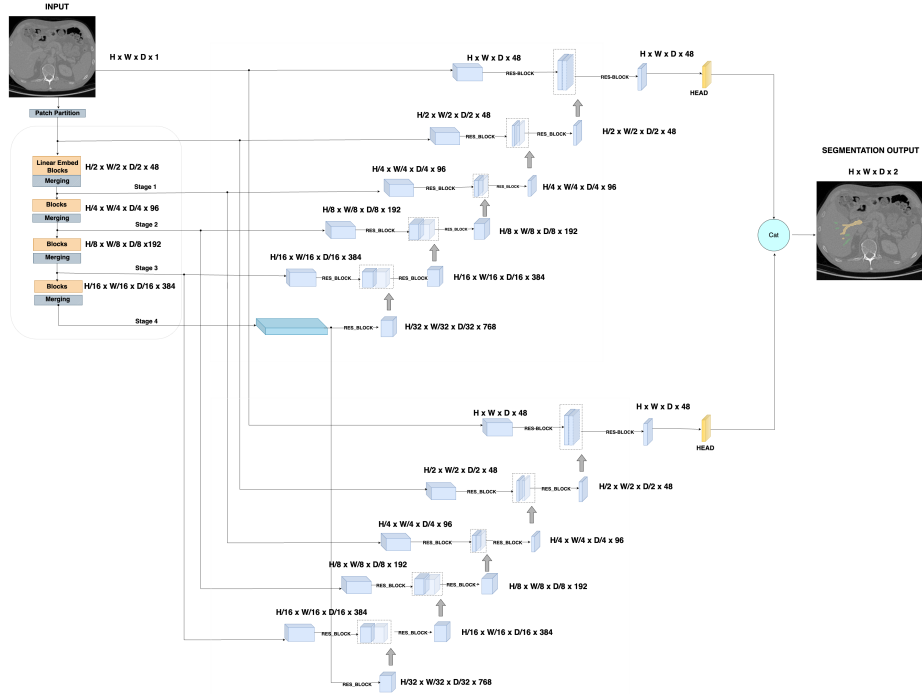 INPUT
H x W x D x 1
H x W x D x 48
H x W x D x 48
RES-BLOCK
RES-BLOCK
HEAD
Patch Partition
H/2 x W/2 x D/2 x 48
RES_BLOCK
RES_BLOCK
H/2 x W/2 x D/2 x 48
SEGMENTATION OUTPUT
H x W x D x 2
Linear Embed
Blocks
H/2 x W/2 x D/2 x 48
Merging
Stage 1
H/4 x W/4 x D/4 x 96
RES_BLOCK
RES_BLOCK
H/4 x W/4 x D/4 x 96
Blocks
H/4 x W/4 x D/4 x 96
Merging
Stage 2
H/8 x W/8 x D/8 x 192
RES_BLOCK
RES_BLOCK
H/8 x W/8 x D/8 x 192
Cat
Blocks
H/8 x W/8 x D/8 x192
Merging
Stage 3
H/16 x W/16 x D/16 x 384
RES_BLOCK
RES_BLOCK
H/16 x W/16 x D/16 x 384
Blocks
H/16 x W/16 x D/16 x 384
Merging
Stage 4
RES_BLOCK
H/32 x W/32 x D/32 x 768
H x W x D x 48
H x W x D x 48
RES-BLOCK
RES-BLOCK
HEAD
H/2 x W/2 x D/2 x 48
RES_BLOCK
RES_BLOCK
H/2 x W/2 x D/2 x 48
H/4 x W/4 x D/4 x 96
RES_BLOCK
RES_BLOCK
H/4 x W/4 x D/4 x 96
H/8 x W/8 x D/8 x 192
RES_BLOCK
RES_BLOCK
H/8 x W/8 x D/8 x 192
H/16 x W/16 x D/16 x 384
RES_BLOCK
RES_BLOCK
H/16 x W/16 x D/16 x 384
RES_BLOCK
H/32 x W/32 x D/32 x 768